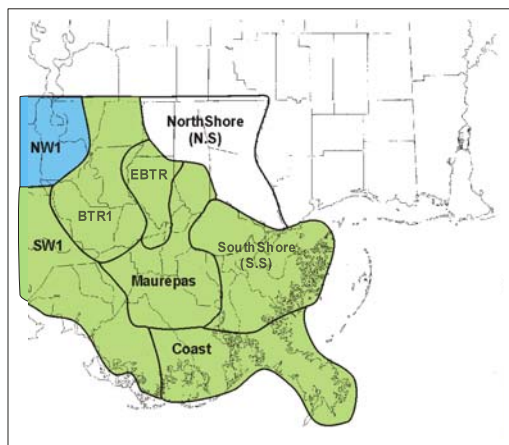 NorthShore
(N.S)
NW1
EBTR
BTR1
SW1
SouthShore
(S.S)
Maurepas
Coast